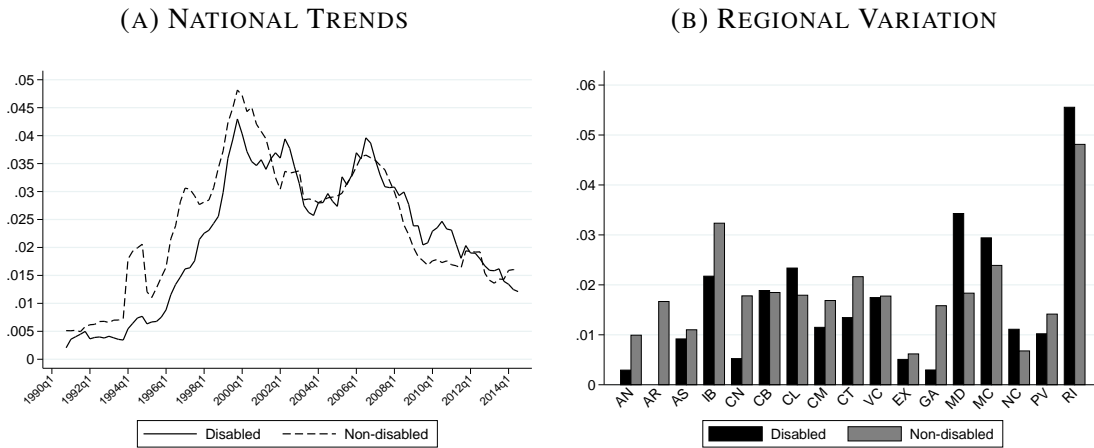 (A) NATIONAL TRENDS
.05
.045
.04
.035
.03
.025
.02
.015
.01
.005
0
1990q1
1992q1
1994q1
1996q1
1998q1
2000q1
2002q1
2004q1
2006q1
2008q1
2010q1
2012q1
2014q1
Disabled Non-disabled
(B) REGIONAL VARIATION
.06
.05
.04
.03
.02
.01
0
AN
AR
AS
IB
CN
CB
CL
CM
CT
VC
EX
GA
MD
MC
NC
PV
RI
Disabled Non-disabled